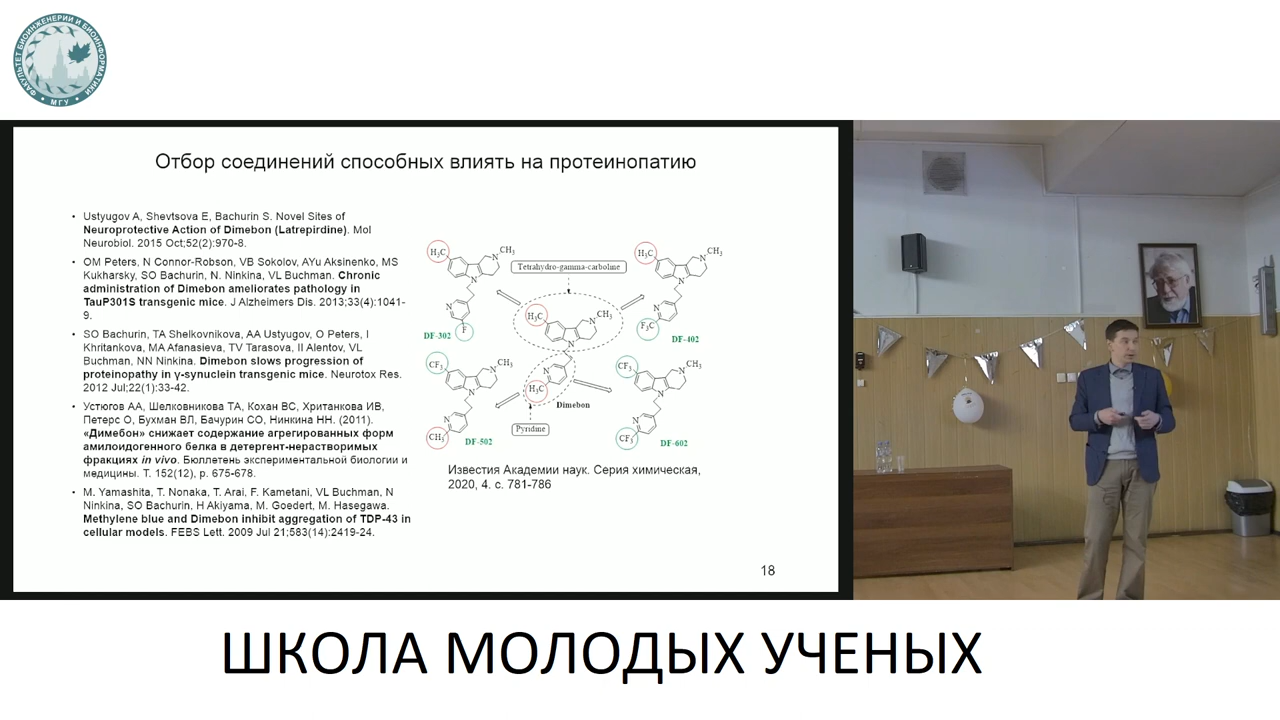 ФАКУЛЬТЕТ БИОИНЖЕНЕРИИ И БИОИНФОРМАТИКИ
• МГУ •
Отбор соединений способных влиять на протеинопатию
• Ustyugov A, Shevtsova E, Bachurin S. Novel Sites of
Neuroprotective Action of Dimebon (Latrepirdine). Mol
Neurobiol. 2015 Oct;52(2):970-8.
• OM Peters, N Connor-Robson, VB Sokolov, AYu Aksinenko, MS
Kukharsky, SO Bachurin, N. Ninkina, VL Buchman. Chronic
administration of Dimebon ameliorates pathology in
TauP301S transgenic mice. J Alzheimers Dis. 2013;33(4):1041-
9.
• SO Bachurin, TA Shelkovnikova, AA Ustyugov, O Peters, I
Khritankova, MA Afanasieva, TV Tarasova, II Alentov, VL
Buchman, NN Ninkina. Dimebon slows progression of
proteinopathy in γ-synuclein transgenic mice. Neurotox Res.
2012 Jul;22(1):33-42.
• Устюгов АА, Шелковникова ТА, Кохан ВС, Хританкова ИВ,
Петерс О, Бухман ВЛ, Бачурин СО, Нинкина НН. (2011).
«Димебон» снижает содержание агрегированных форм
амилоидогенного белка в детергент-нерастворимых
фракциях in vivo. Бюллетень экспериментальной биологии и
медицины. Т. 152(12), p. 675-678.
• M. Yamashita, T. Nonaka, T. Arai, F. Kametani, VL Buchman, N
Ninkina, SO Bachurin, H Akiyama, M. Goedert, M. Hasegawa.
Methylene blue and Dimebon inhibit aggregation of TDP-43 in
cellular models. FEBS Lett. 2009 Jul 21;583(14):2419-24.
H₃C
N
CH₃
N
N
F
DF-302
Tetrahydro-gamma-carboline
H₃C
N
CH₃
N
N
F₃C
DF-402
H₃C
N
CH₃
N
N
H₃C
Dimebon
Pyridine
CF₃
N
CH₃
N
N
CH₃
DF-502
CF₃
N
CH₃
N
N
CF₃
DF-602
Известия Академии наук. Серия химическая,
2020, 4. с. 781-786
18
ШКОЛА МОЛОДЫХ УЧЕНЫХ